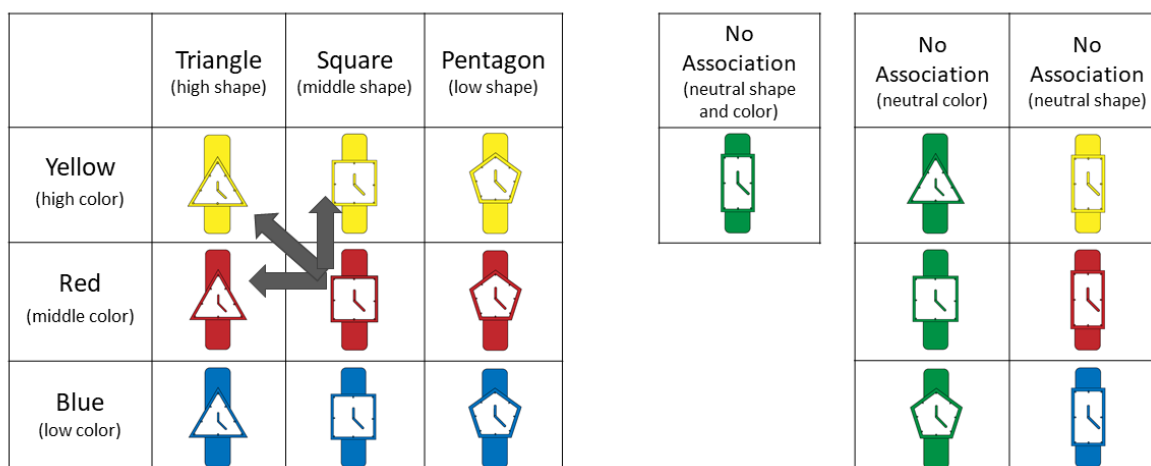 Triangle
(high shape)
Square
(middle shape)
Pentagon
(low shape)
Yellow
(high color)
Red
(middle color)
Blue
(low color)
No
Association
(neutral shape
and color)
No
Association
(neutral color)
No
Association
(neutral shape)